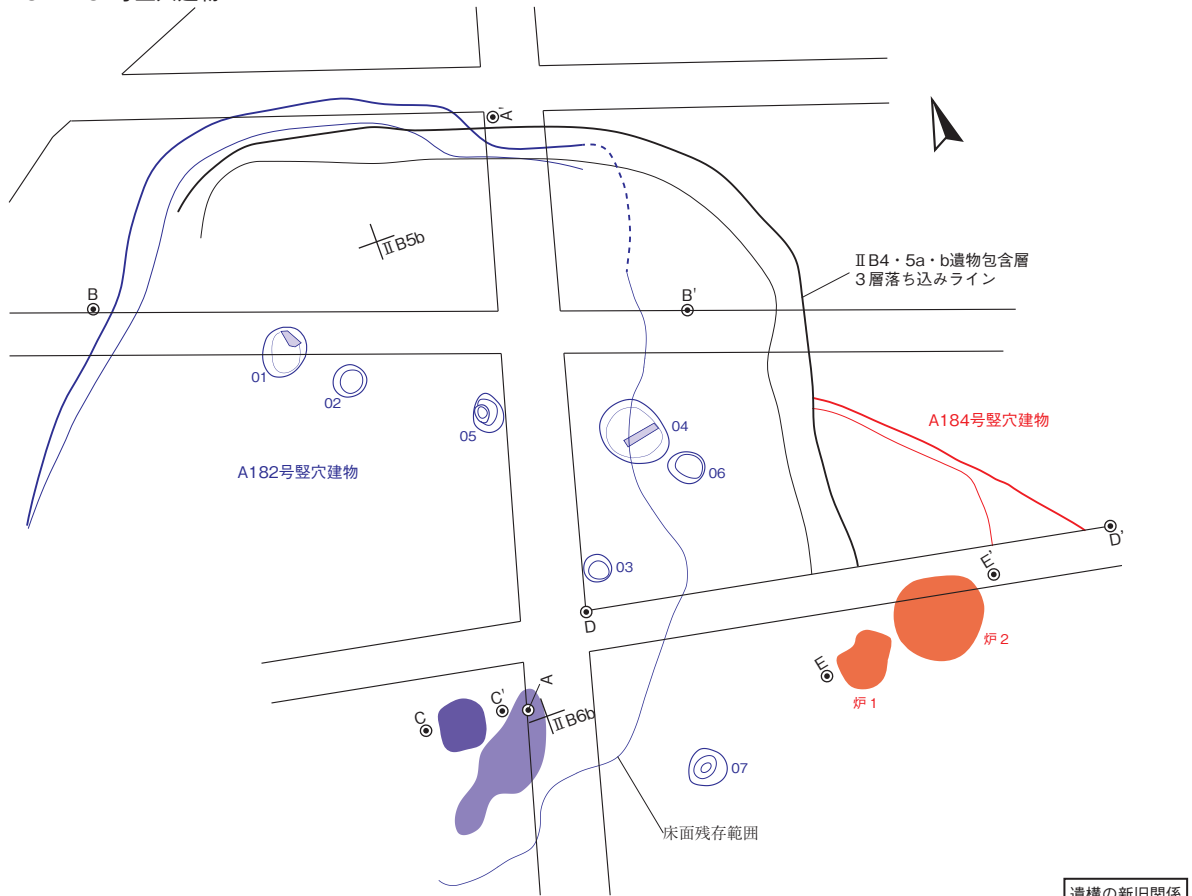 A'
ⅡB5b
ⅡB4・5a・b遺物包含層
3層落ち込みライン
B
B'
01
02
05
04
06
A184号竪穴建物
A182号竪穴建物
03
D'
E'
D
炉2
E
炉1
C
C'
A
ⅡB6b
07
床面残存範囲
遺構の新旧関係